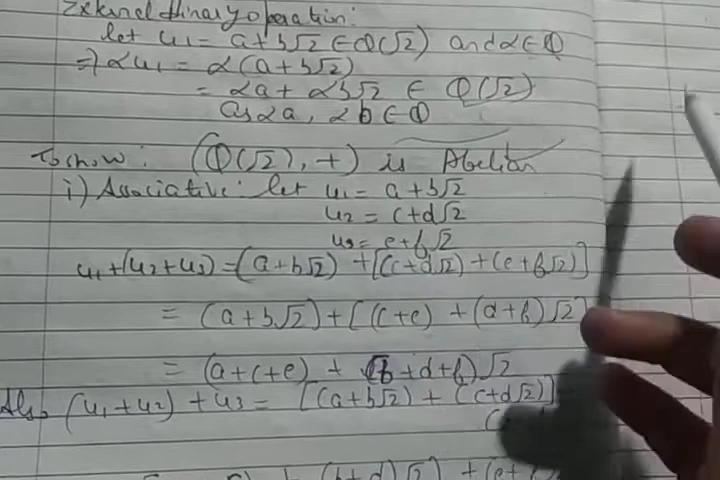 External Binary operation:
let u₁ = a+b√2 ∈ Q(√2) and α ∈ Q
⇒ αu₁ = α(a+b√2)
= αa + αb√2 ∈ Q(√2)
as αa, αb ∈ Q
To show: (Q(√2), +) is Abelian
i) Associative: let u₁ = a+b√2
u₂ = c+d√2
u₃ = e+f√2
u₁+(u₂+u₃) = (a+b√2) + [(c+d√2) + (e+f√2)]
= (a+b√2) + [(c+e) + (d+f)√2]
= (a+c+e) + (b+d+f)√2
Also (u₁+u₂) + u₃ = [(a+b√2) + (c+d√2)]
+ (b+d)√2] + (e+